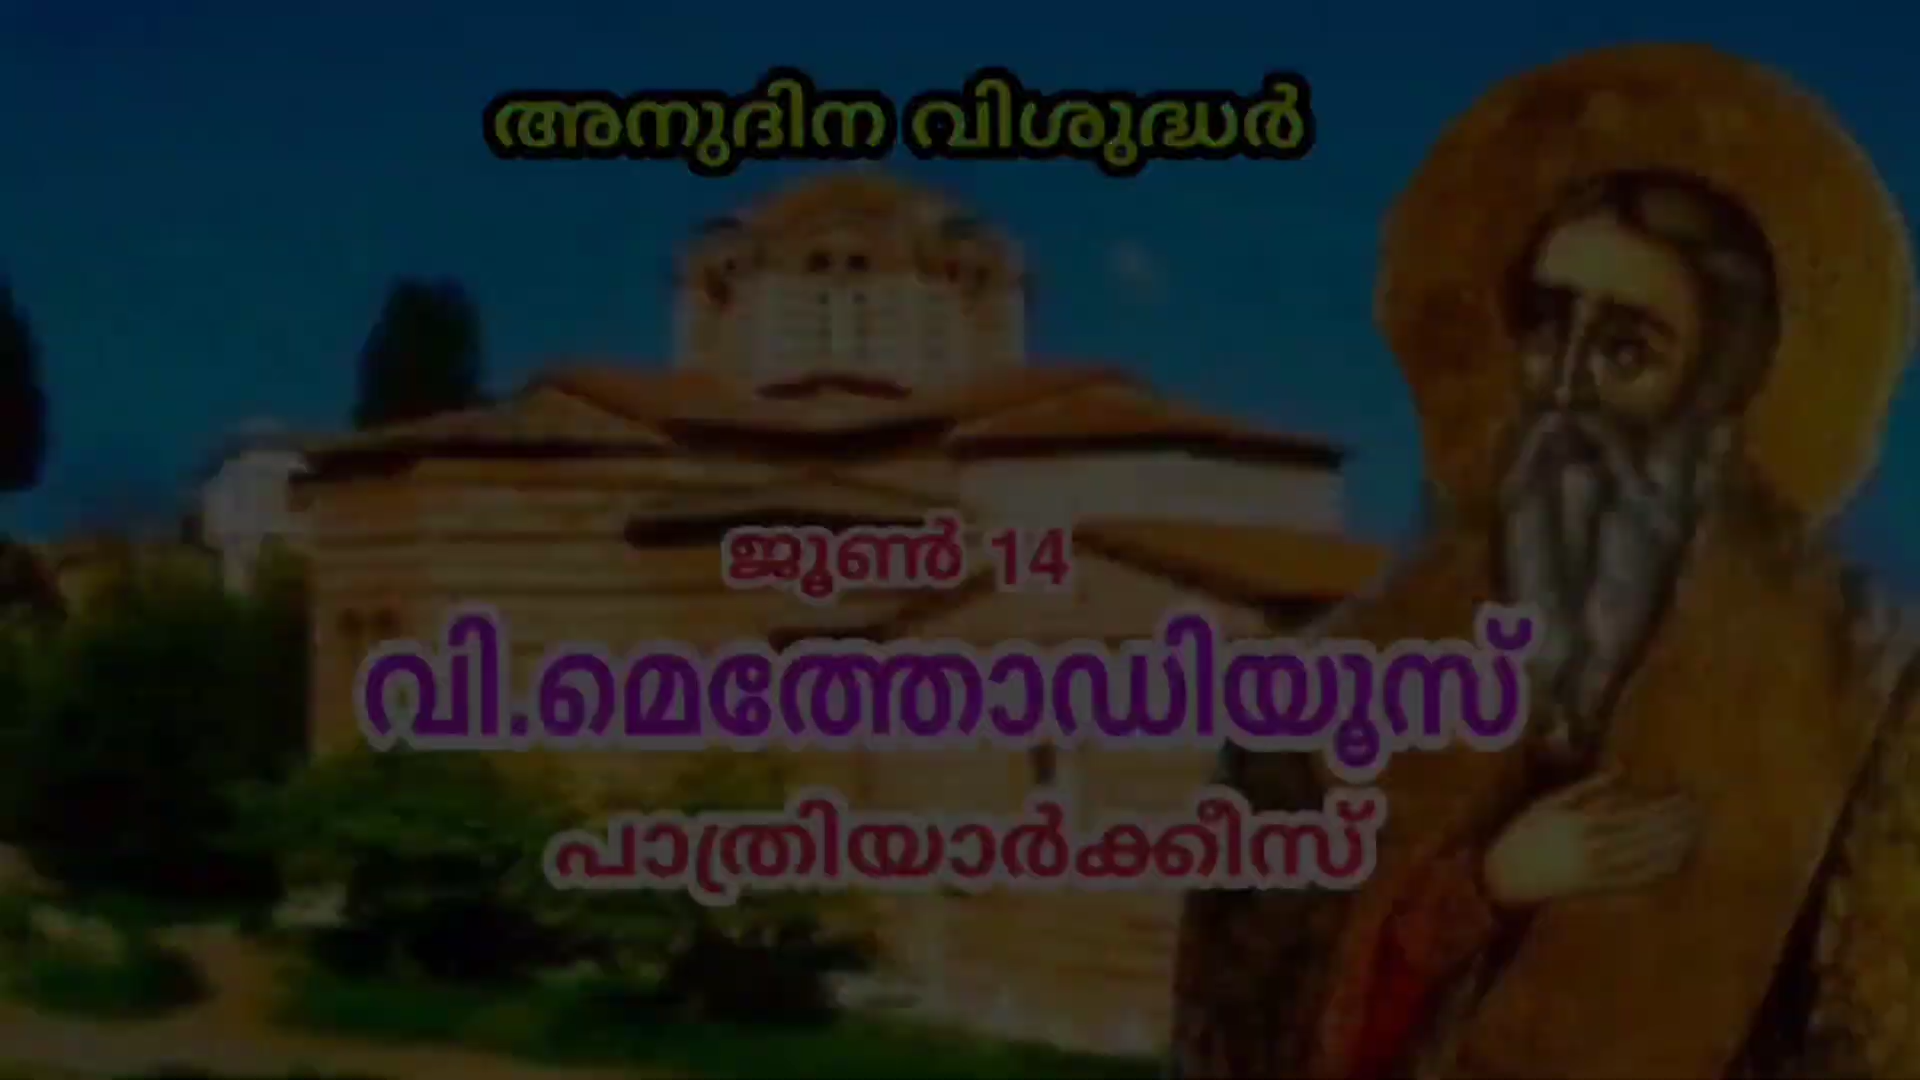 അനുദിന വിശുദ്ധർ
ജൂൺ 14
വി.മെത്തോഡിയൂസ്
പാത്രിയാർക്കീസ്